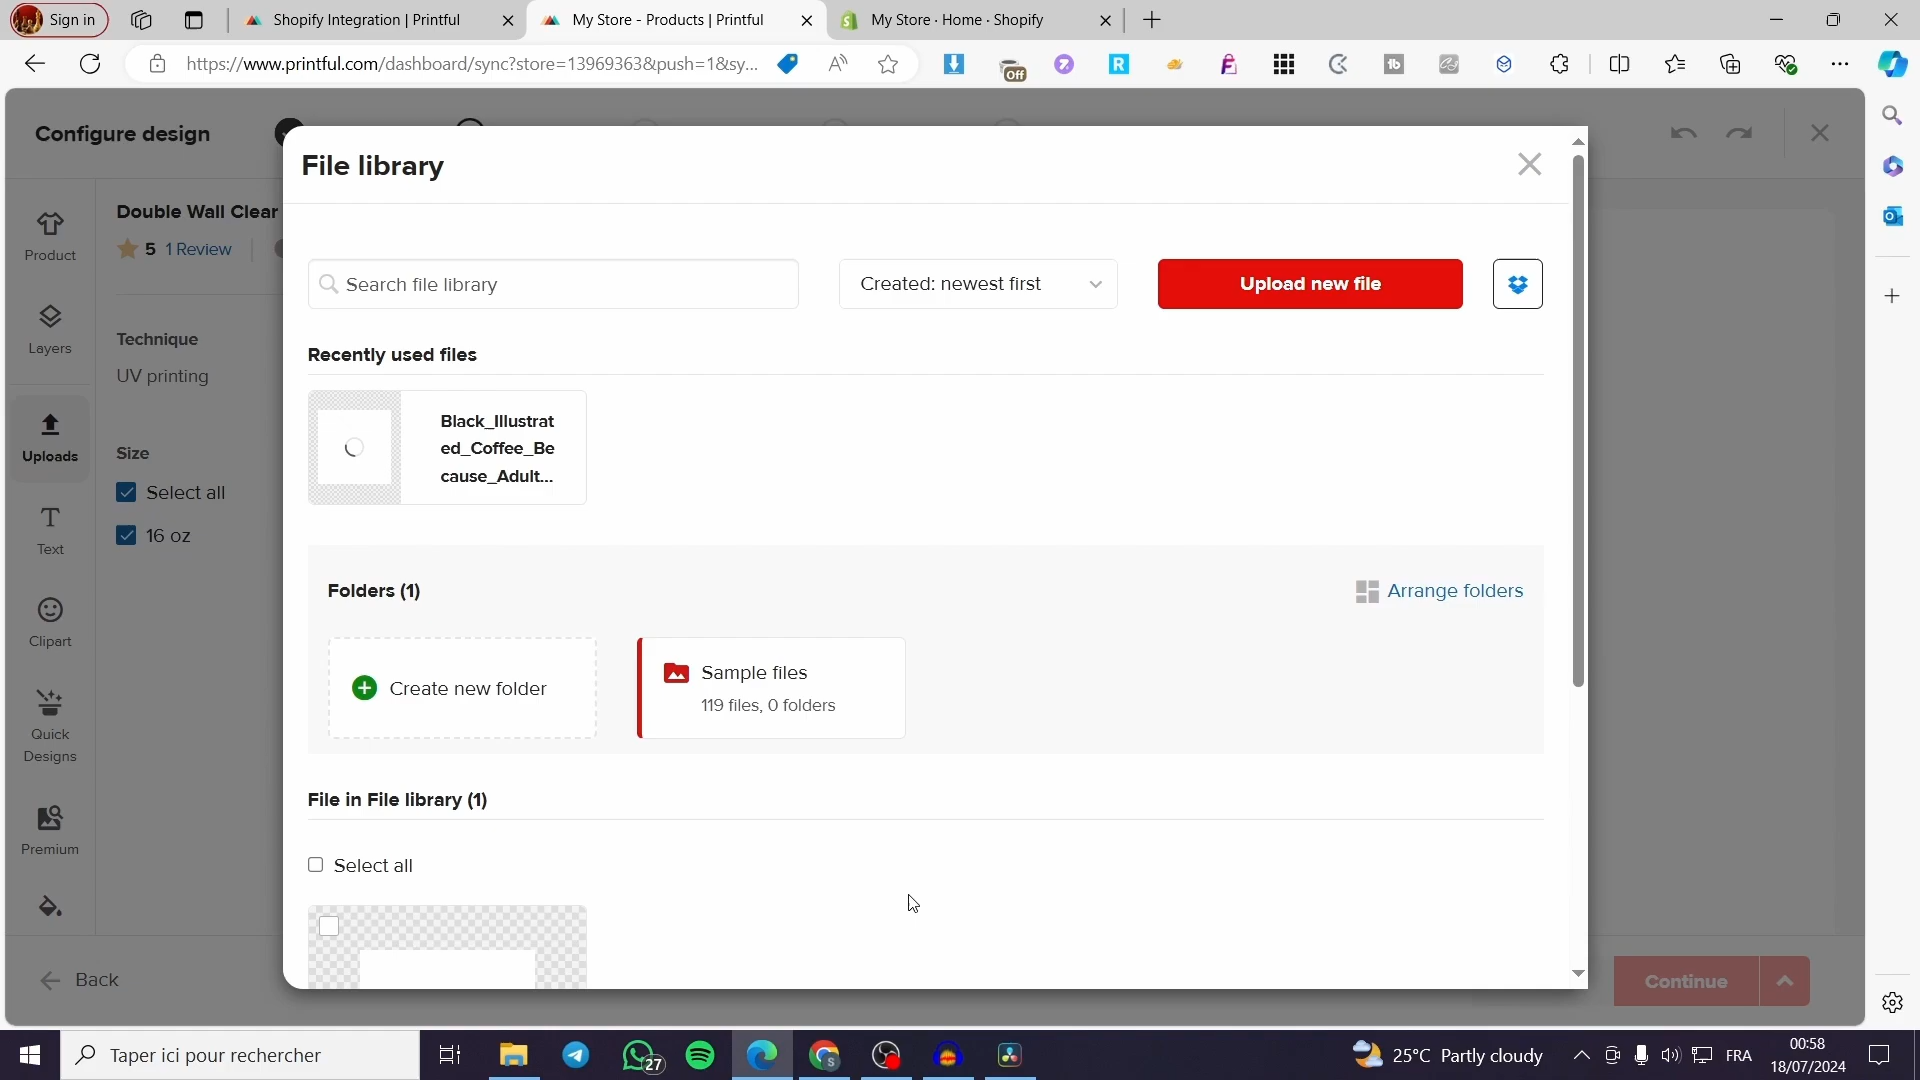 Sign in
Shopify Integration | Printful
My Store - Products | Printful
My Store · Home · Shopify
https://www.printful.com/dashboard/sync?store=13969363&push=1&sy...
Off
Configure design
File library
Double Wall Clear
5 1 Review
Product
Search file library
Created: newest first
Upload new file
Technique
Layers
UV printing
Recently used files
Black_Illustrat
ed_Coffee_Be
cause_Adult...
Uploads
Size
Select all
16 oz
Text
Folders (1)
Arrange folders
Clipart
Sample files
119 files, 0 folders
Create new folder
Quick
Designs
File in File library (1)
Premium
Select all
Back
Continue
Taper ici pour rechercher
27
25°C Partly cloudy
FRA
00:58
18/07/2024